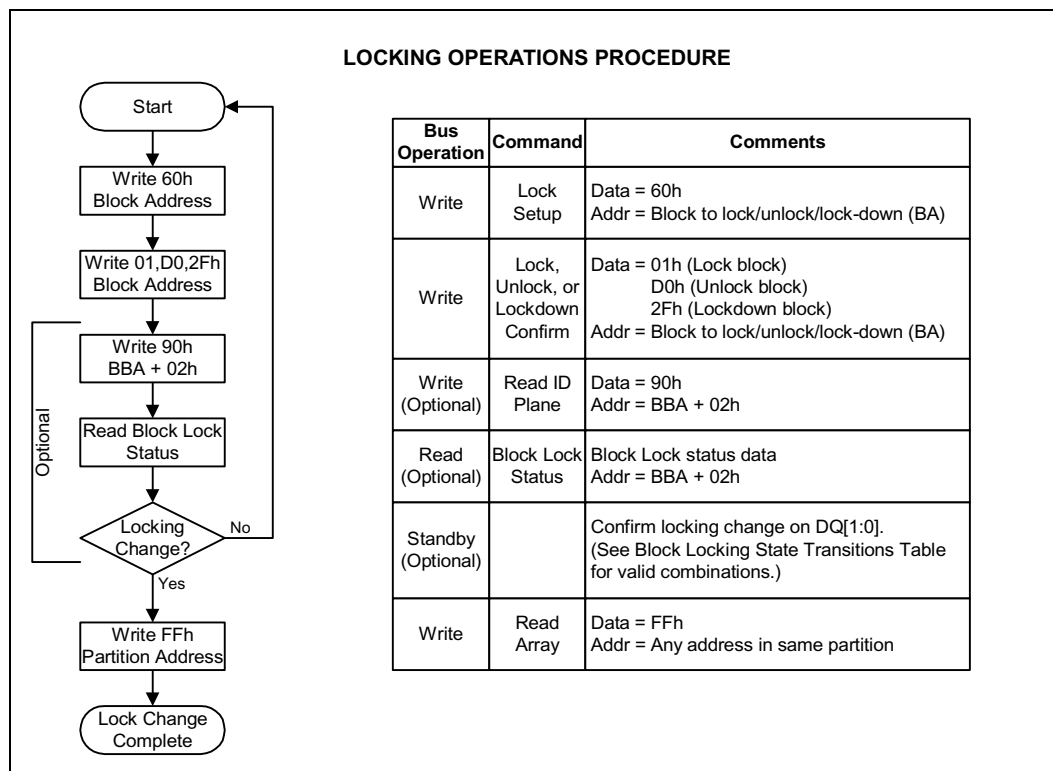 LOCKING OPERATIONS PROCEDURE
Start
Write 60h
Block Address
Write 01,D0,2Fh
Block Address
Write 90h
BBA + 02h
Read Block Lock
Status
Optional
Locking
Change?
No
Yes
Write FFh
Partition Address
Lock Change
Complete
Bus
Operation
Command
Comments
Write
Lock
Setup
Data = 60h
Addr = Block to lock/unlock/lock-down (BA)
Write
Lock,
Unlock, or
Lockdown
Confirm
Data = 01h (Lock block)
D0h (Unlock block)
2Fh (Lockdown block)
Addr = Block to lock/unlock/lock-down (BA)
Write
(Optional)
Read ID
Plane
Data = 90h
Addr = BBA + 02h
Read
(Optional)
Block Lock
Status
Block Lock status data
Addr = BBA + 02h
Standby
(Optional)
Confirm locking change on DQ[1:0].
(See Block Locking State Transitions Table
for valid combinations.)
Write
Read
Array
Data = FFh
Addr = Any address in same partition